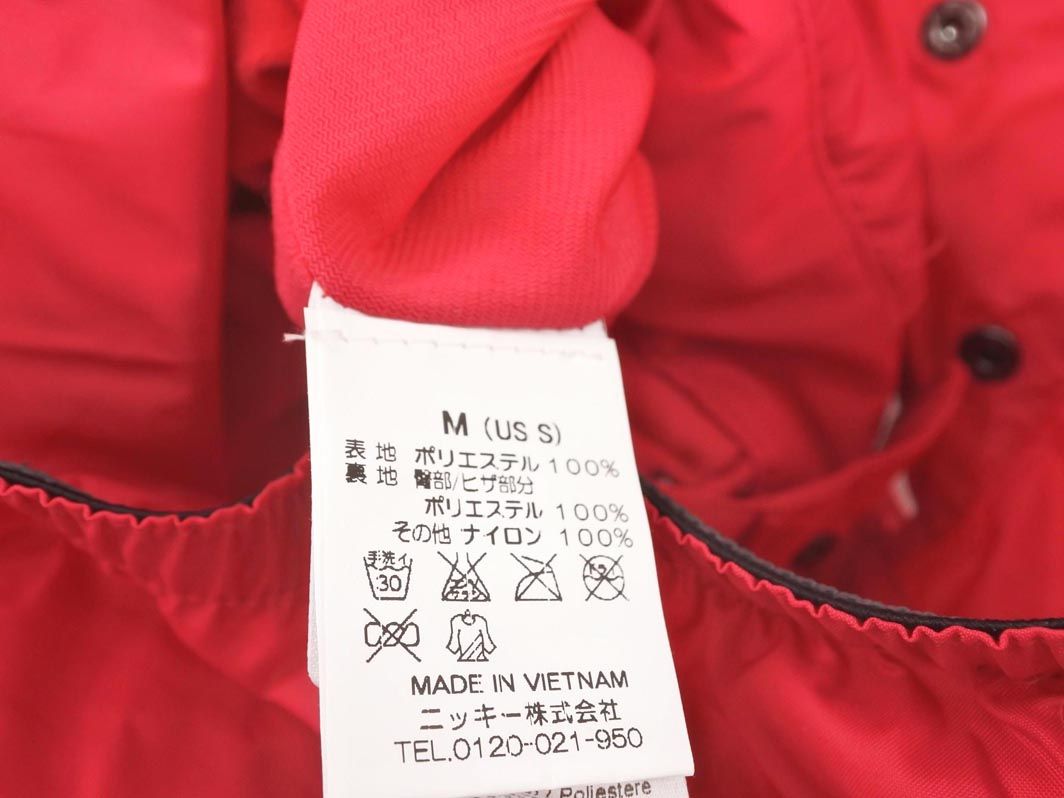 M (US S)
表地 ポリエステル 100%
裏地 臀部/ヒザ部分
ポリエステル 100%
その他 ナイロン 100%
手洗イ
30
MADE IN VIETNAM
ニッキー株式会社
TEL.0120-021-950
Poliestere